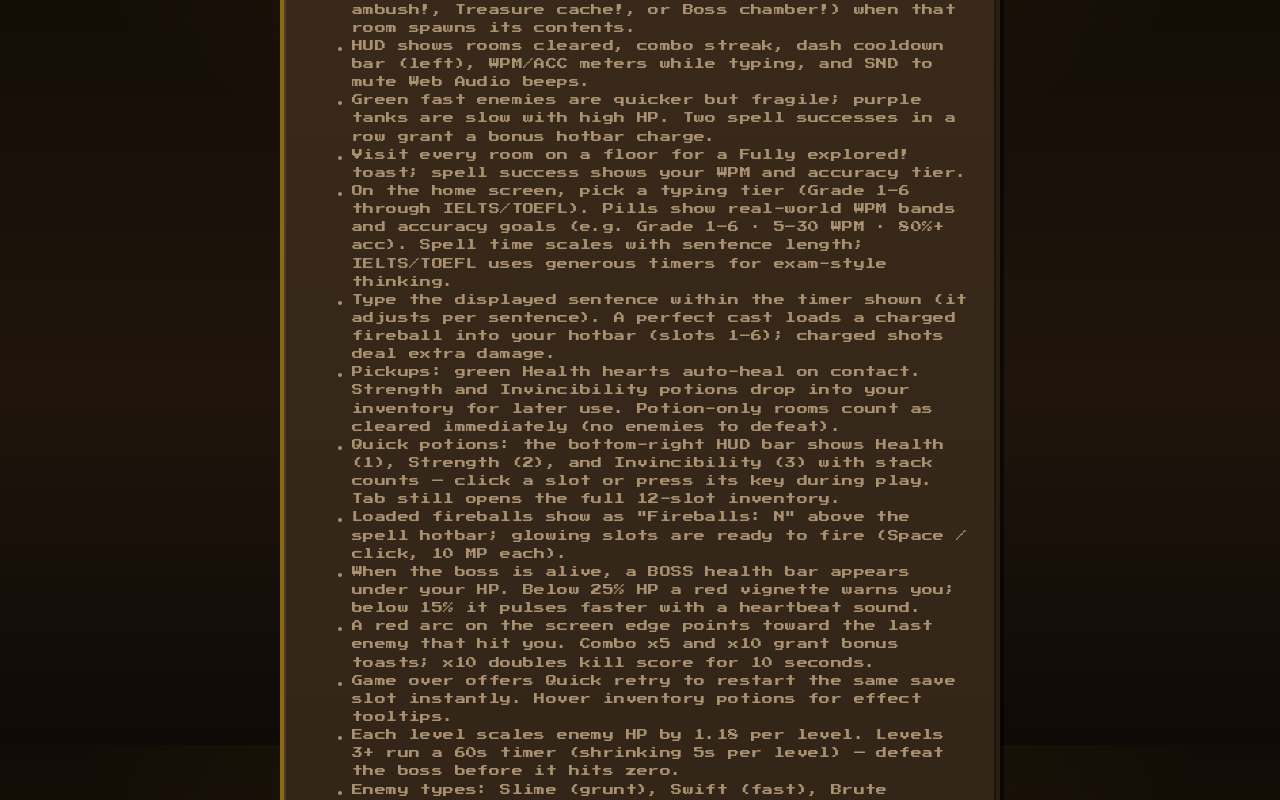 ambush!, Treasure cache!, or Boss chamber!) when that
room spawns its contents.
• HUD shows rooms cleared, combo streak, dash cooldown
bar (left), WPM/ACC meters while typing, and SND to
mute Web Audio beeps.
• Green fast enemies are quicker but fragile; purple
tanks are slow with high HP. Two spell successes in a
row grant a bonus hotbar charge.
• Visit every room on a floor for a Fully explored!
toast; spell success shows your WPM and accuracy tier.
• On the home screen, pick a typing tier (Grade 1–6
through IELTS/TOEFL). Pills show real-world WPM bands
and accuracy goals (e.g. Grade 1–6 · 5–30 WPM · 80%+
acc). Spell time scales with sentence length;
IELTS/TOEFL uses generous timers for exam-style
thinking.
• Type the displayed sentence within the timer shown (it
adjusts per sentence). A perfect cast loads a charged
fireball into your hotbar (slots 1–6); charged shots
deal extra damage.
• Pickups: green Health hearts auto-heal on contact.
Strength and Invincibility potions drop into your
inventory for later use. Potion-only rooms count as
cleared immediately (no enemies to defeat).
• Quick potions: the bottom-right HUD bar shows Health
(1), Strength (2), and Invincibility (3) with stack
counts — click a slot or press its key during play.
Tab still opens the full 12-slot inventory.
• Loaded fireballs show as "Fireballs: N" above the
spell hotbar; glowing slots are ready to fire (Space /
click, 10 MP each).
• When the boss is alive, a BOSS health bar appears
under your HP. Below 25% HP a red vignette warns you;
below 15% it pulses faster with a heartbeat sound.
• A red arc on the screen edge points toward the last
enemy that hit you. Combo x5 and x10 grant bonus
toasts; x10 doubles kill score for 10 seconds.
• Game over offers Quick retry to restart the same save
slot instantly. Hover inventory potions for effect
tooltips.
• Each level scales enemy HP by 1.18 per level. Levels
3+ run a 60s timer (shrinking 5s per level) — defeat
the boss before it hits zero.
• Enemy types: Slime (grunt), Swift (fast), Brute